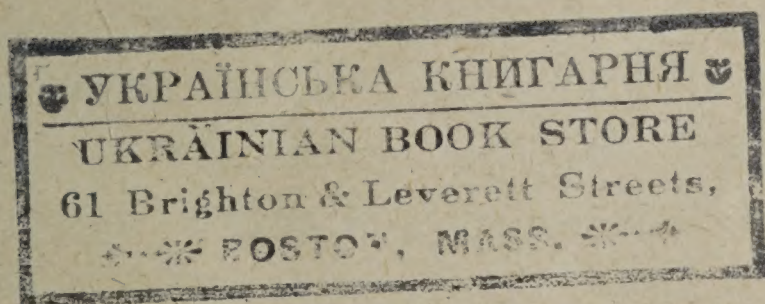 УКРАЇНСЬКА КНИГАРНЯ
UKRAINIAN BOOK STORE
61 Brighton & Leverett Streets,
BOSTON, MASS.